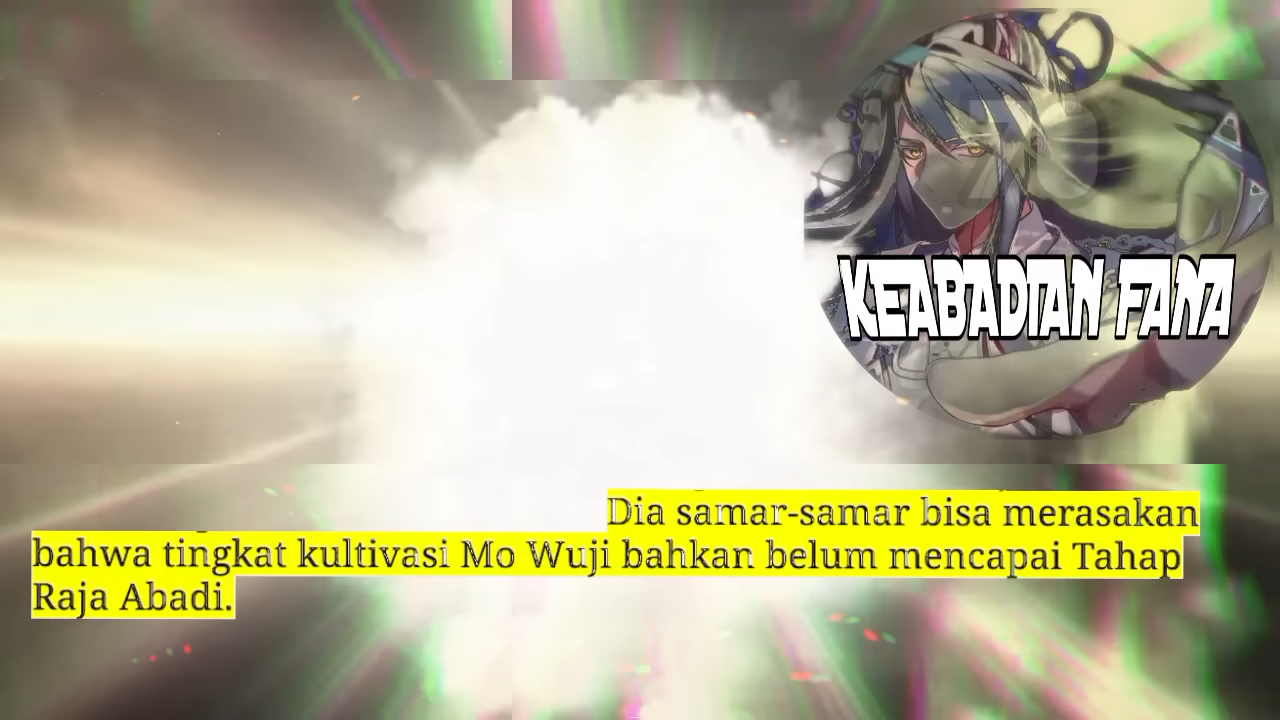 KEABADIAN FANA
Dia samar-samar bisa merasakan
bahwa tingkat kultivasi Mo Wuji bahkan belum mencapai Tahap
Raja Abadi.